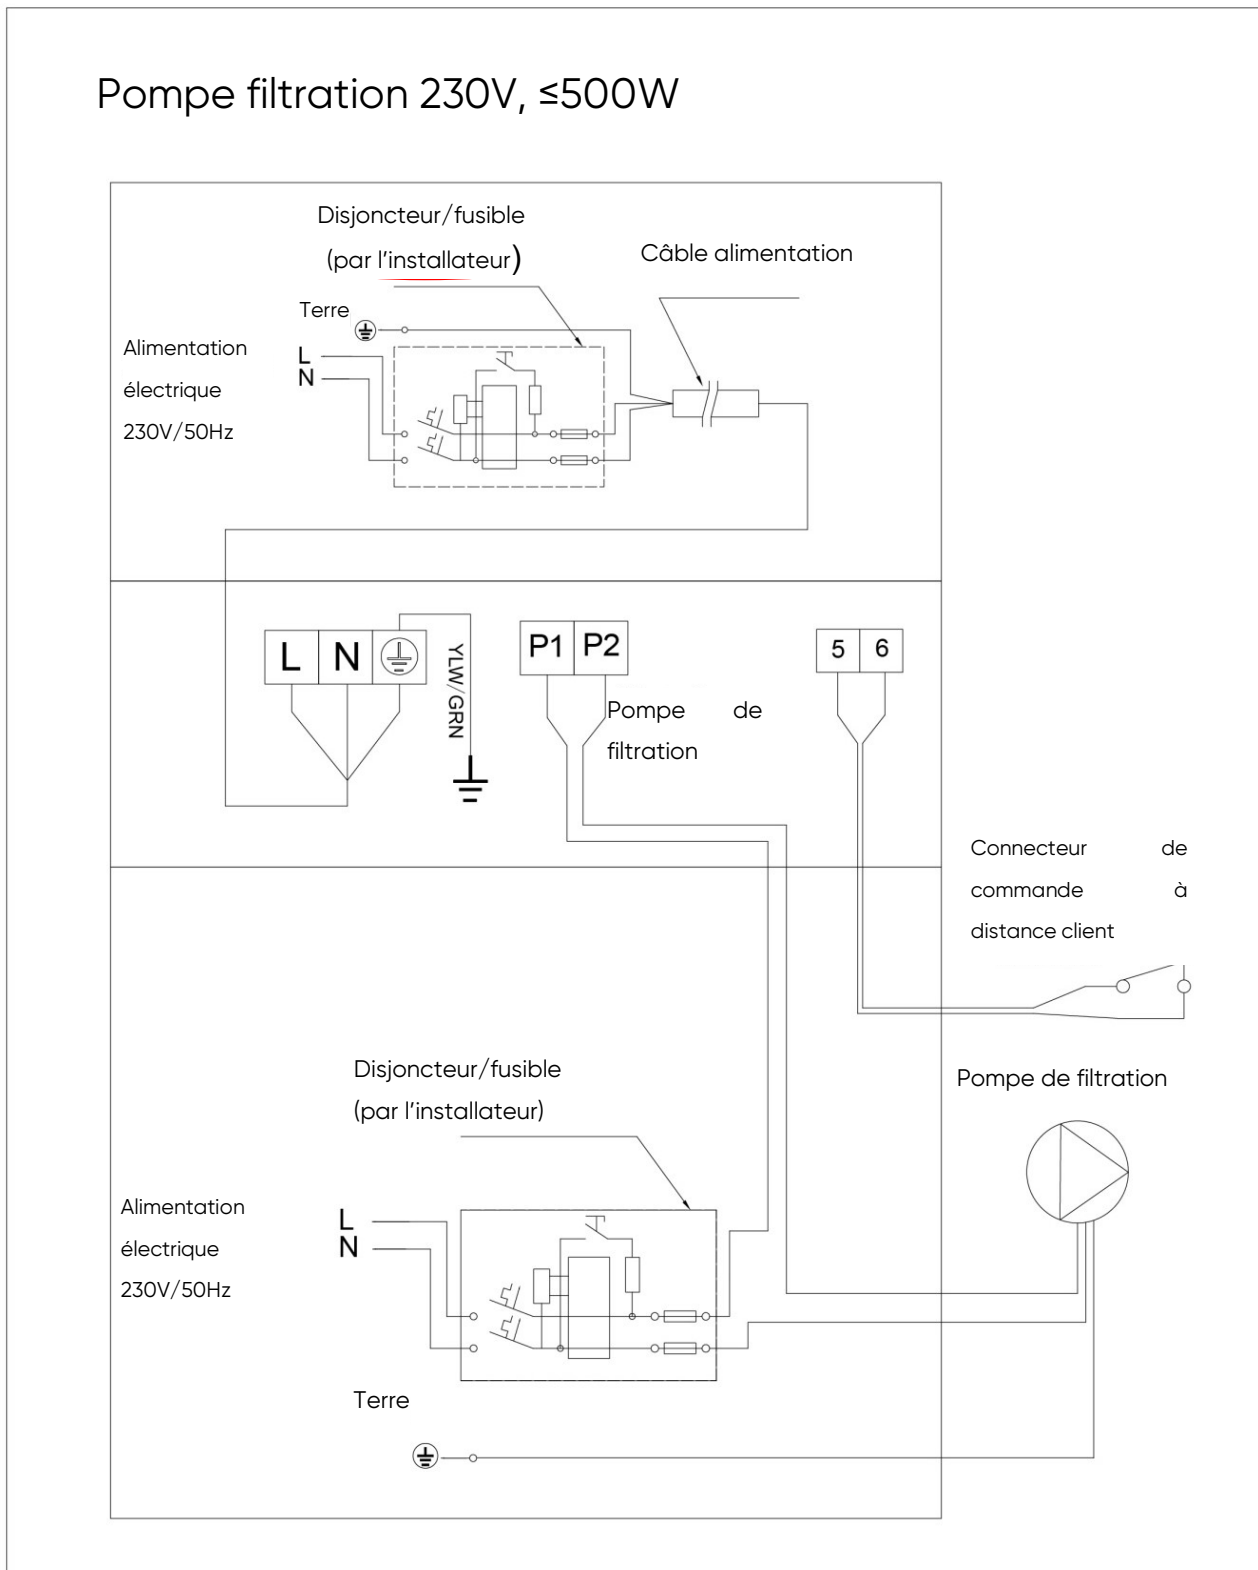 Pompe filtration 230V, ≤500W
Disjoncteur/fusible
(par l'installateur)
Câble alimentation
Terre
Alimentation
électrique
230V/50Hz
L
N
L N
YLW/GRN
P1 P2
5 6
Pompe de
filtration
Connecteur de
commande à
distance client
Disjoncteur/fusible
(par l'installateur)
Pompe de filtration
Alimentation
électrique
230V/50Hz
L
N
Terre